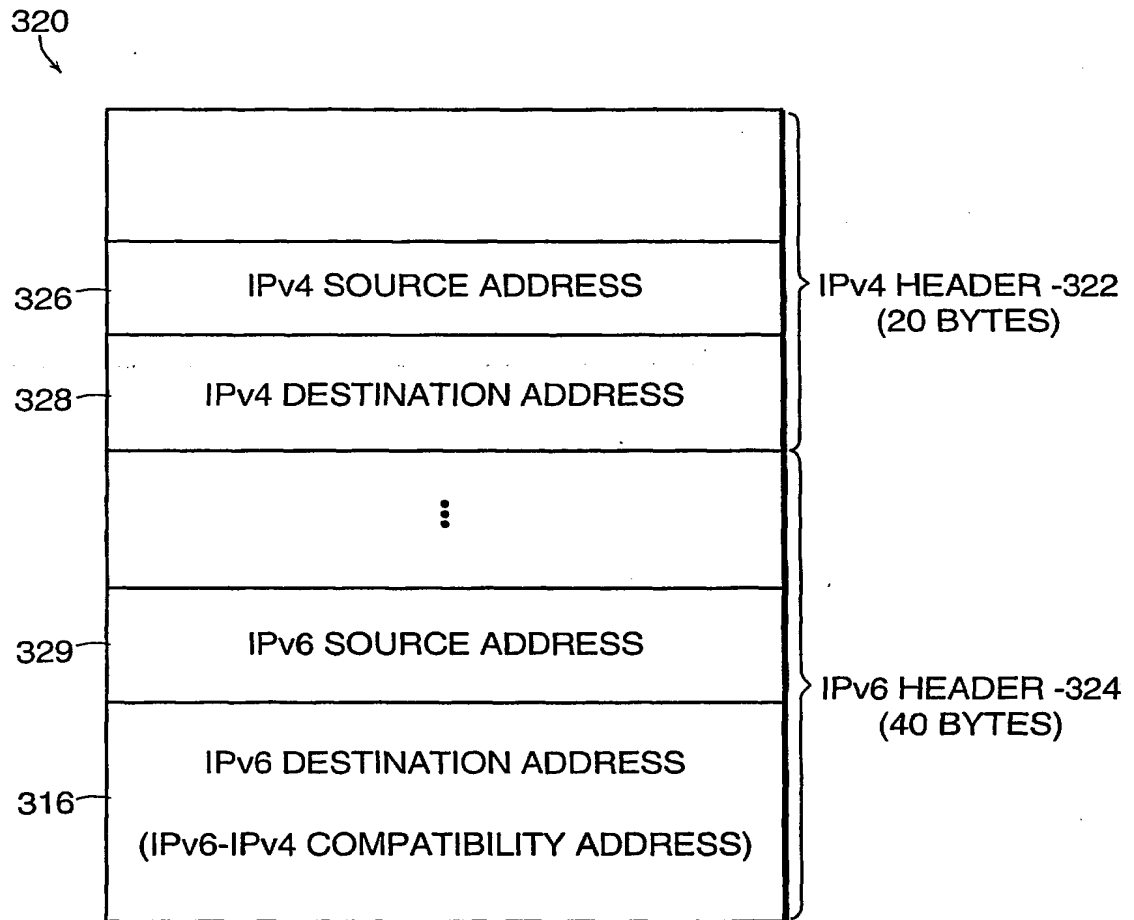 320
IPv4 SOURCE ADDRESS
326
IPv4 HEADER -322
(20 BYTES)
IPv4 DESTINATION ADDRESS
328
IPv6 SOURCE ADDRESS
329
IPv6 HEADER -324
(40 BYTES)
IPv6 DESTINATION ADDRESS
316
(IPv6-IPv4 COMPATIBILITY ADDRESS)